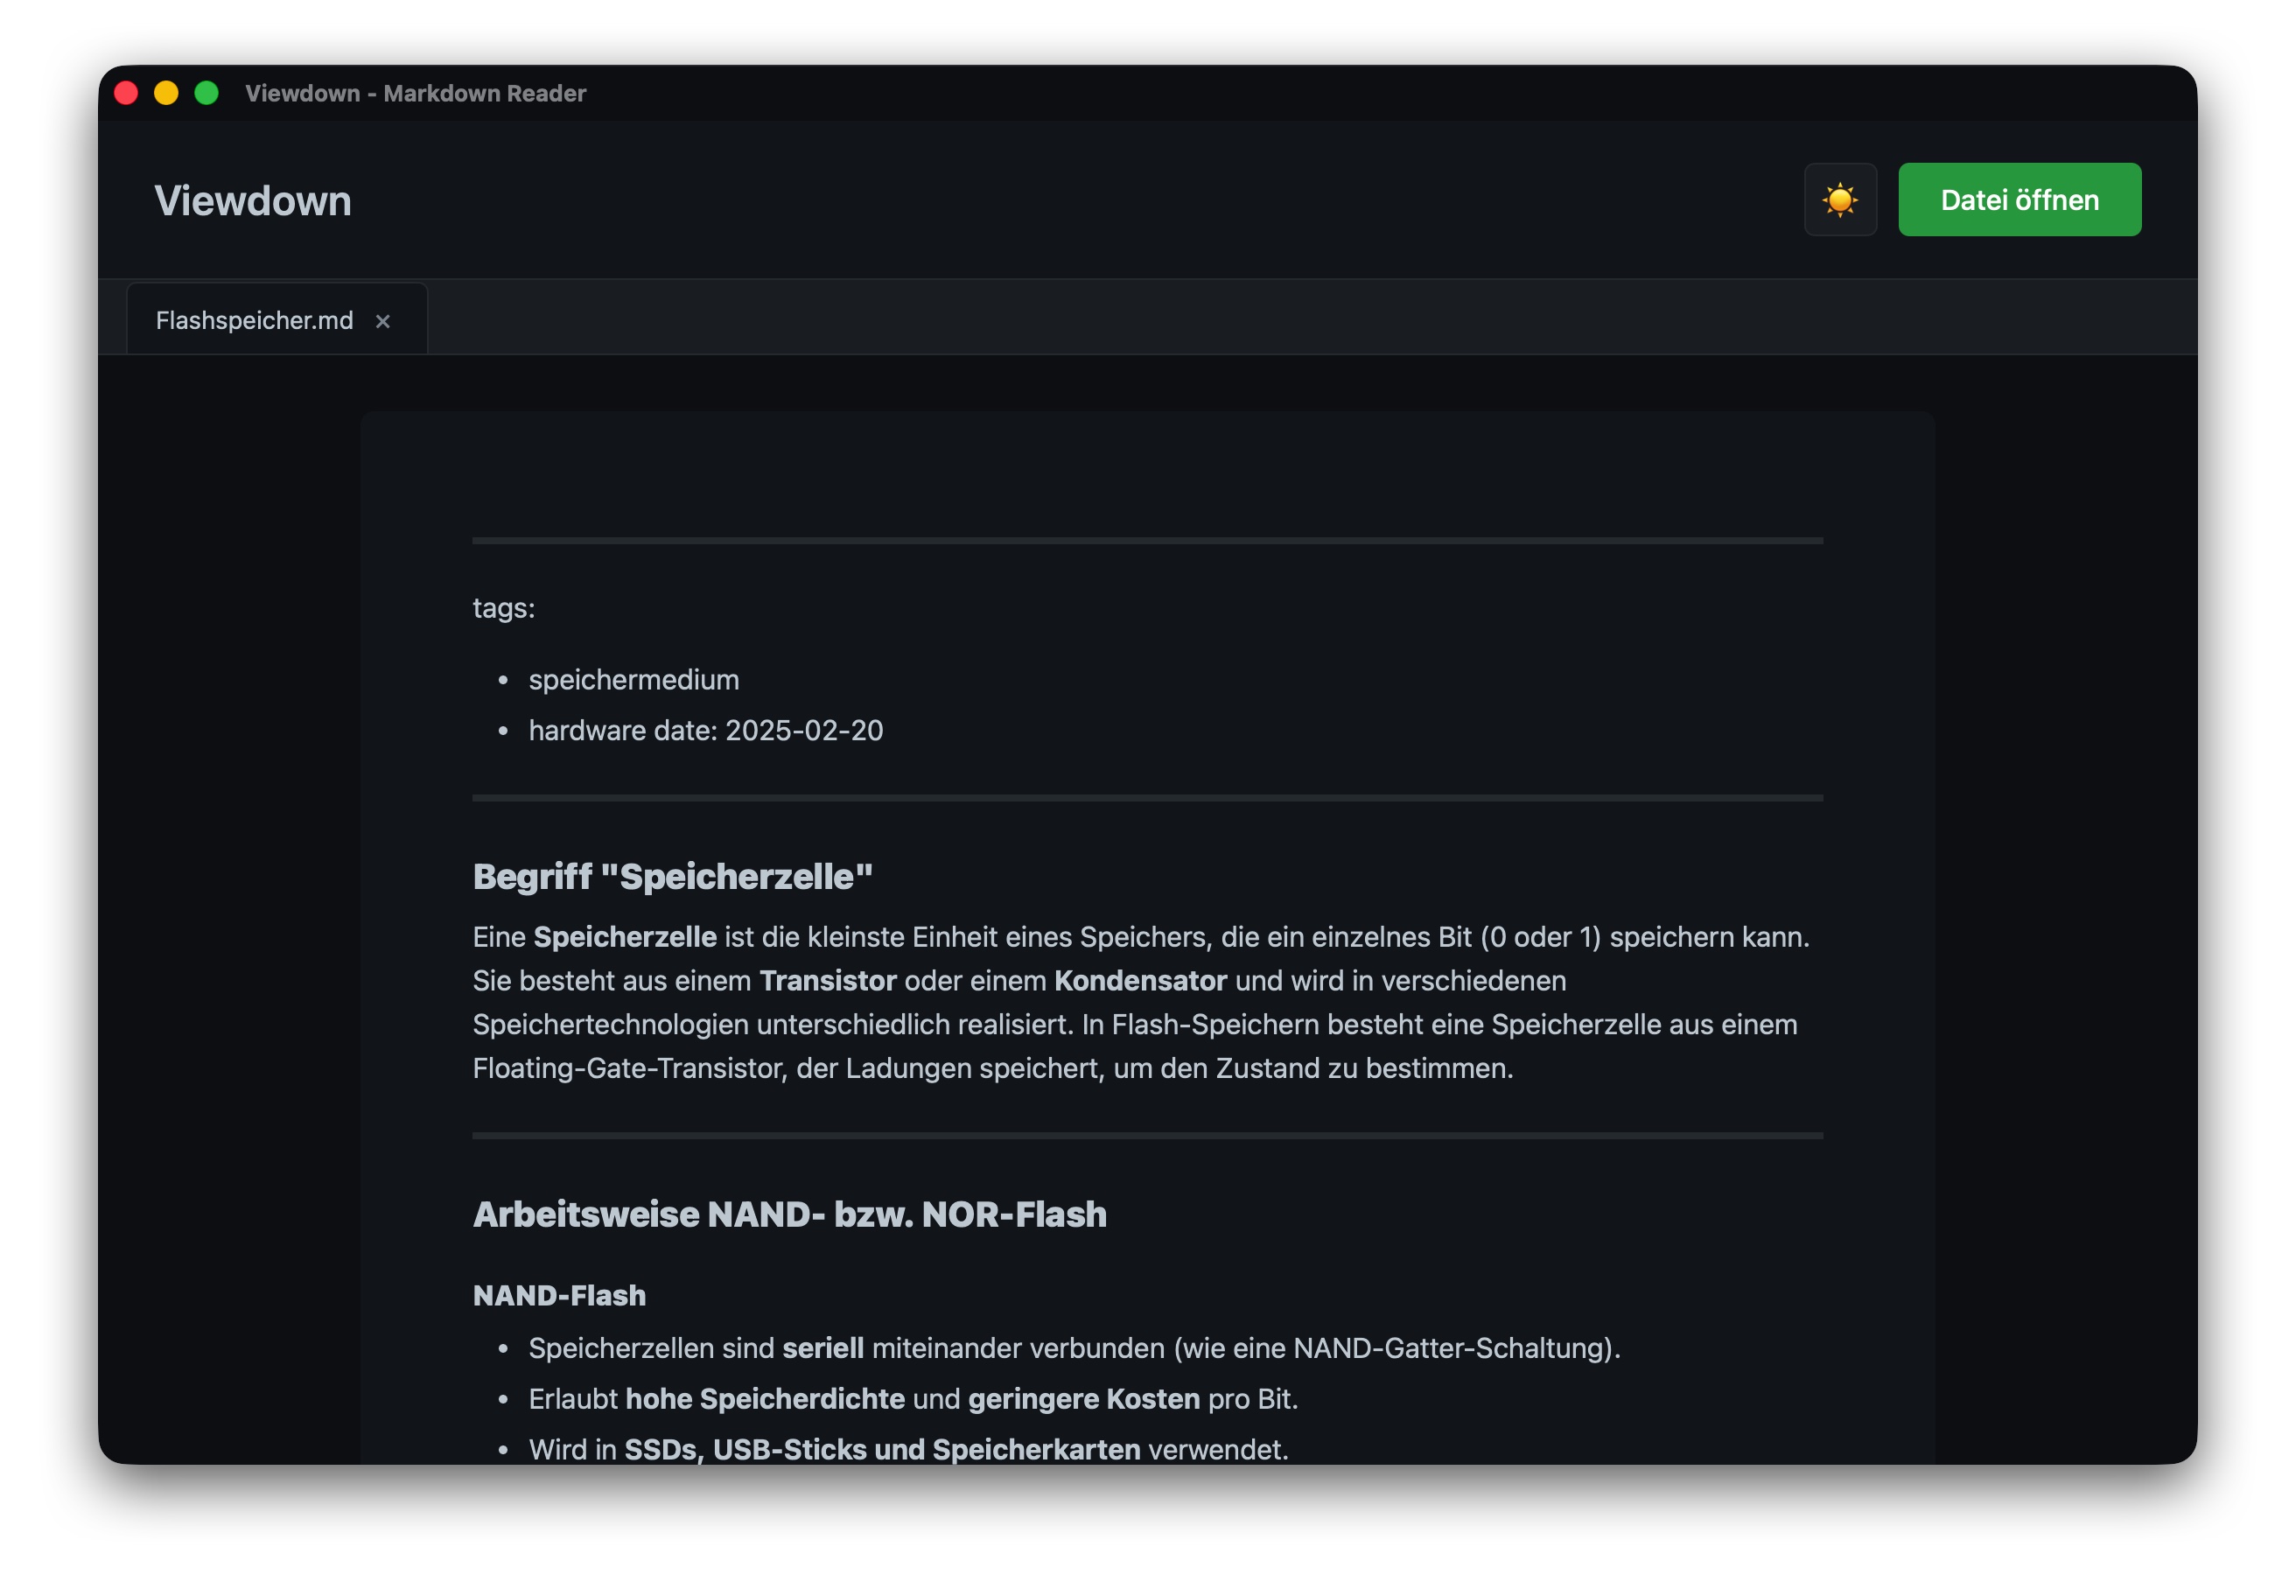 Viewdown - Markdown Reader
Viewdown
Datei öffnen
Flashspeicher.md ×
tags:
• speichermedium
• hardware date: 2025-02-20
Begriff "Speicherzelle"
Eine Speicherzelle ist die kleinste Einheit eines Speichers, die ein einzelnes Bit (0 oder 1) speichern kann.
Sie besteht aus einem Transistor oder einem Kondensator und wird in verschiedenen
Speichertechnologien unterschiedlich realisiert. In Flash-Speichern besteht eine Speicherzelle aus einem
Floating-Gate-Transistor, der Ladungen speichert, um den Zustand zu bestimmen.
Arbeitsweise NAND- bzw. NOR-Flash
NAND-Flash
• Speicherzellen sind seriell miteinander verbunden (wie eine NAND-Gatter-Schaltung).
• Erlaubt hohe Speicherdichte und geringere Kosten pro Bit.
• Wird in SSDs, USB-Sticks und Speicherkarten verwendet.